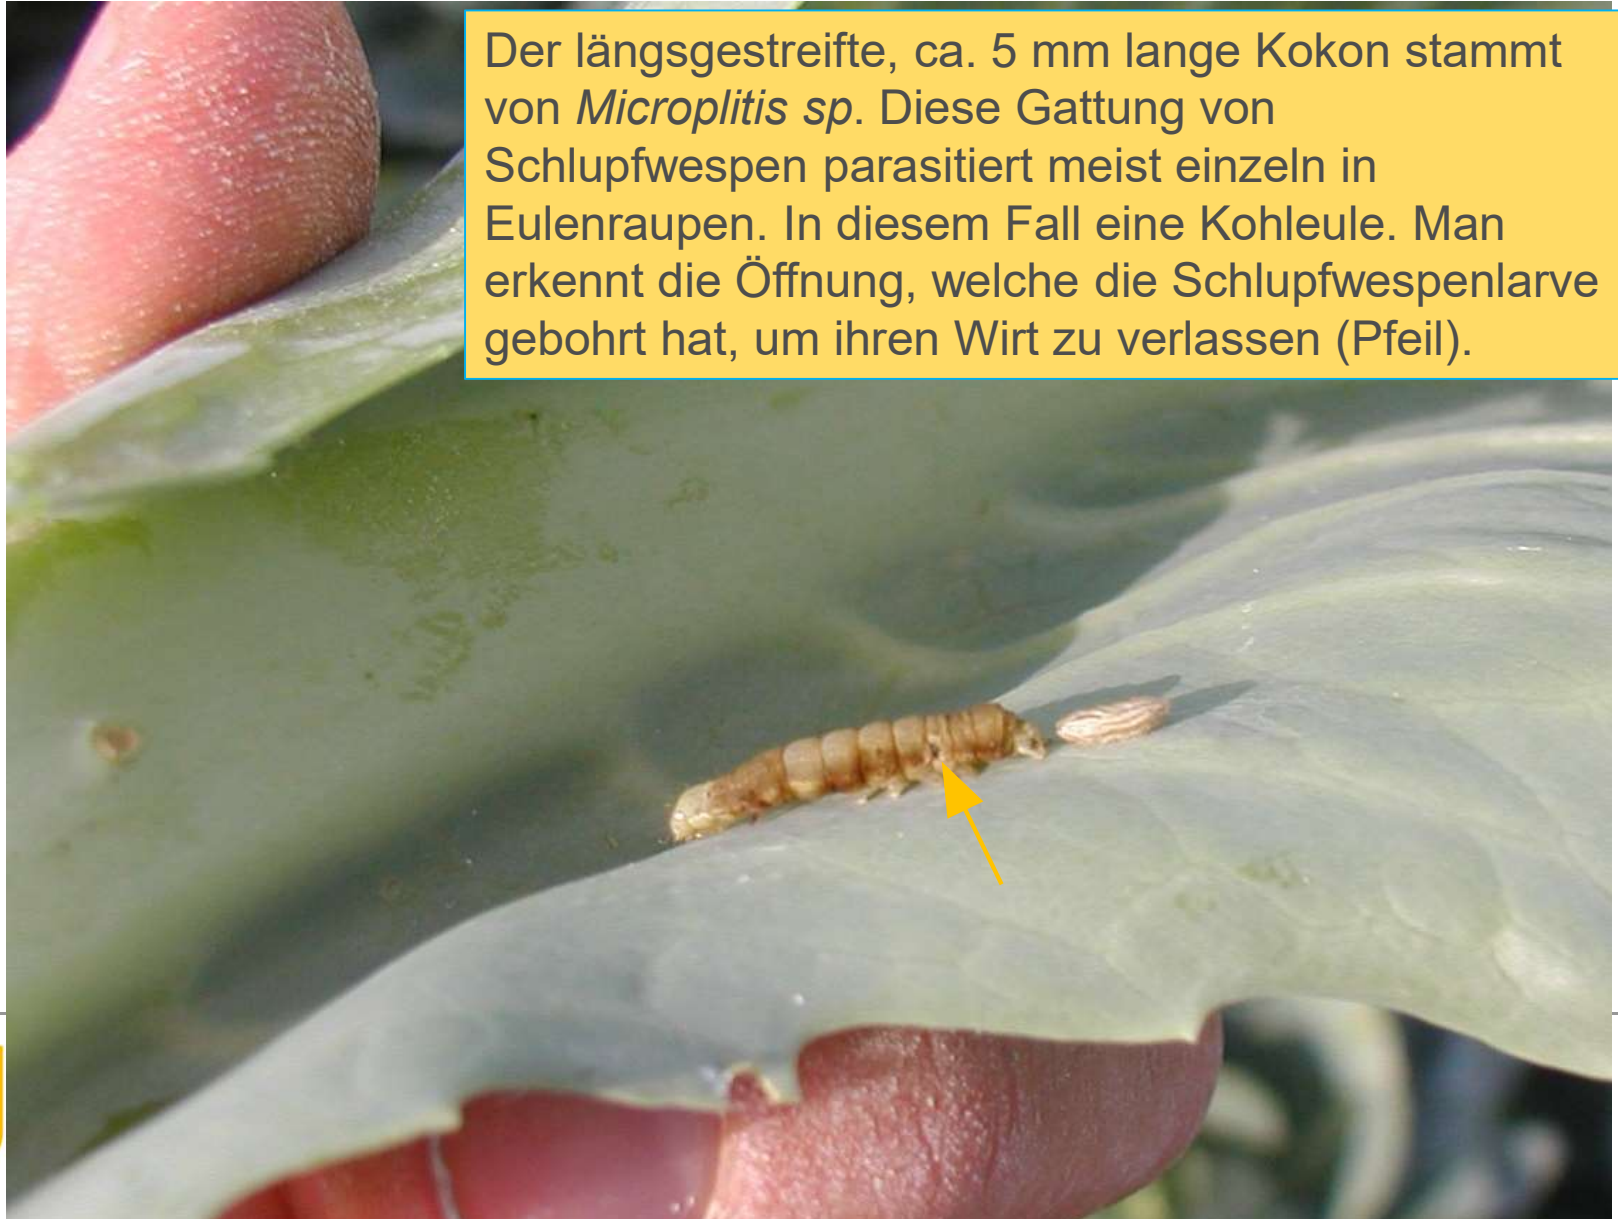 Der längsgestreifte, ca. 5 mm lange Kokon stammt
von Microplitis sp. Diese Gattung von
Schlupfwespen parasitiert meist einzeln in
Eulenraupen. In diesem Fall eine Kohleule. Man
erkennt die Öffnung, welche die Schlupfwespenlarve
gebohrt hat, um ihren Wirt zu verlassen (Pfeil).